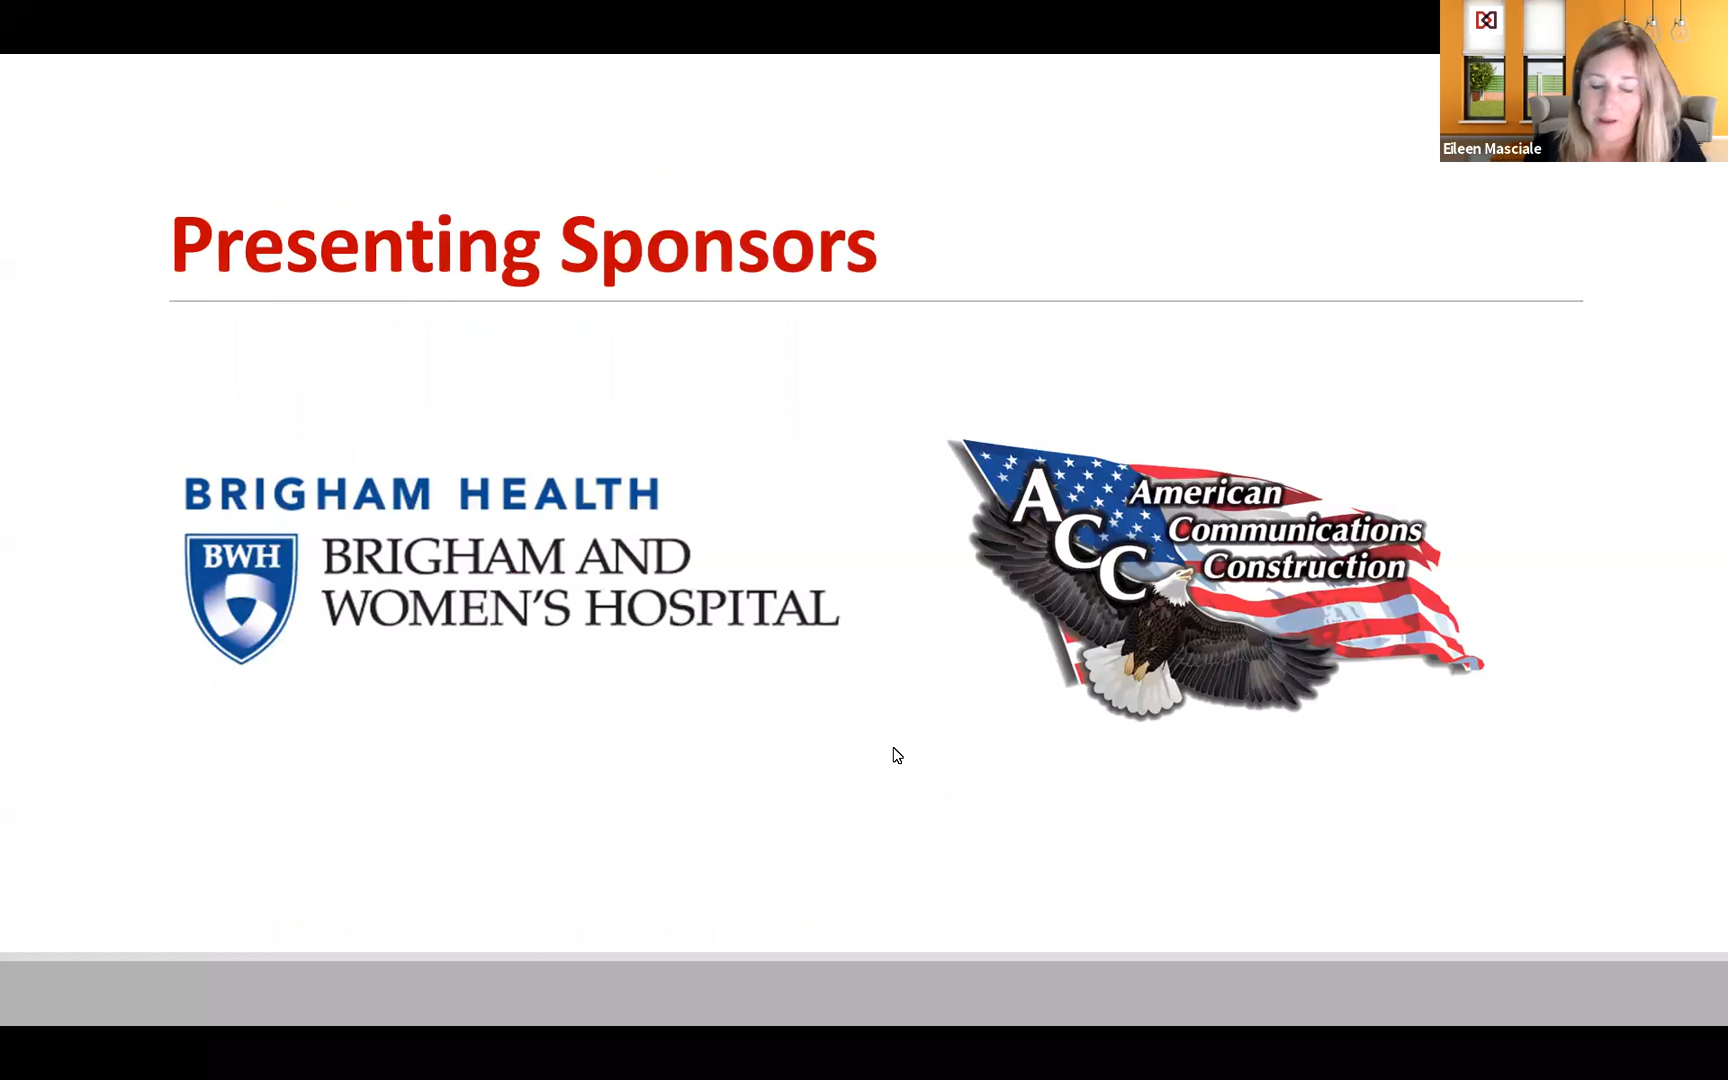 Eileen Masciale
Presenting Sponsors
BRIGHAM HEALTH
BWH
BRIGHAM AND
WOMEN'S HOSPITAL
ACC
American
Communications
Construction